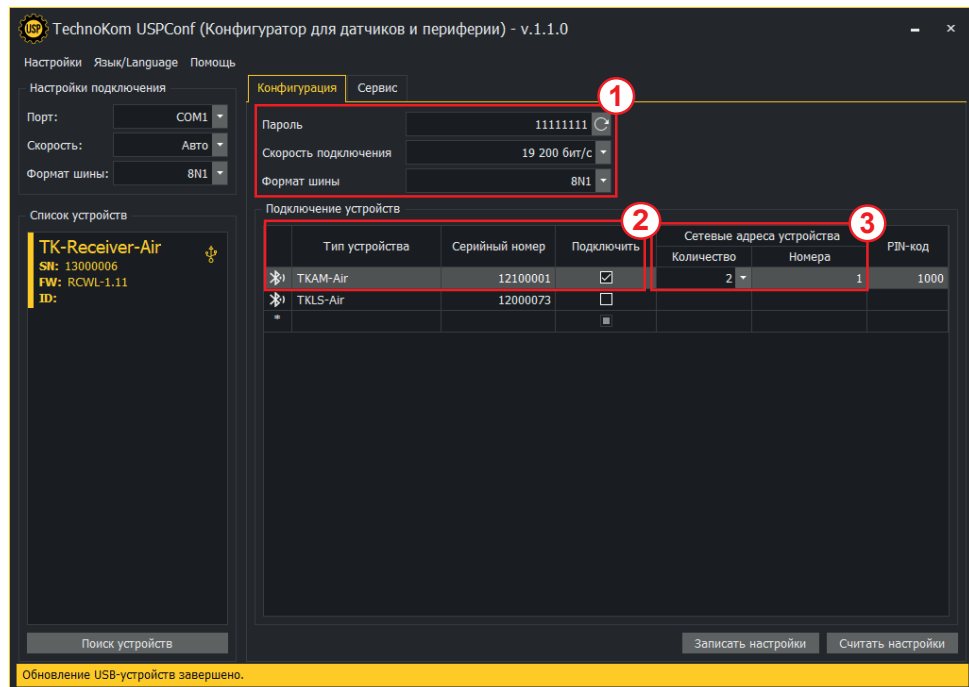 USP TechnoKom USPConf (Конфигуратор для датчиков и периферии) - v.1.1.0
Настройки Язык/Language Помощь
Настройки подключения
Порт: COM1
Скорость: Авто
Формат шины: 8N1
Список устройств
TK-Receiver-Air
SN: 13000006
FW: RCWL-1.11
ID:
Поиск устройств
Конфигурация Сервис
1
Пароль 11111111
Скорость подключения 19 200 бит/с
Формат шины 8N1
Подключение устройств
2 3
Тип устройства Серийный номер Подключить Сетевые адреса устройства PIN-код
Количество Номера
TKAM-Air 12100001 2 1 1000
TKLS-Air 12000073
*
Записать настройки Считать настройки
Обновление USB-устройств завершено.